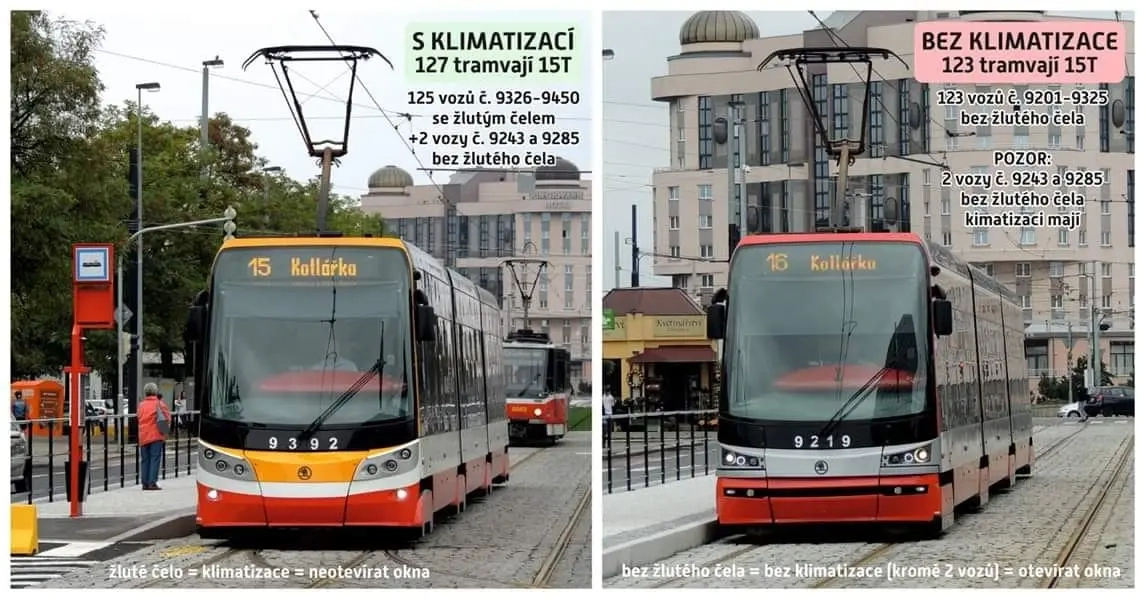 S KLIMATIZACÍ
127 tramvají 15T
125 vozů č. 9326-9450
se žlutým čelem
+2 vozy č. 9243 a 9285
bez žlutého čela
15 Kotlářka
9392
žluté čelo = klimatizace = neotevírat okna
BEZ KLIMATIZACE
123 tramvají 15T
123 vozů č. 9201-9325
bez žlutého čela
POZOR:
2 vozy č. 9243 a 9285
bez žlutého čela
kimatizaci mají
16 Kotlářka
Květinářství
9219
bez žlutého čela = bez klimatizace (kromě 2 vozů) = otevírat okna